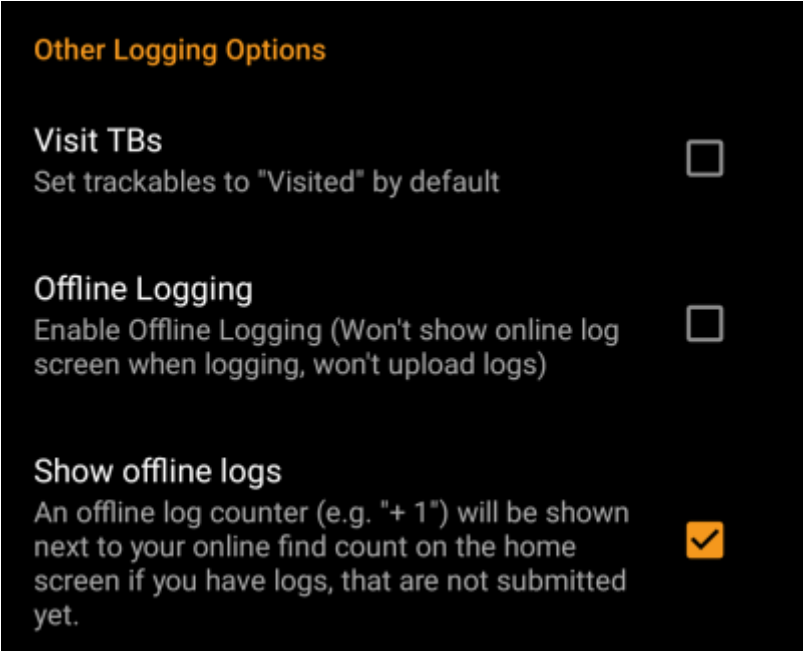 Other Logging Options
Visit TBs
Set trackables to "Visited" by default
Offline Logging
Enable Offline Logging (Won't show online log
screen when logging, won't upload logs)
Show offline logs
An offline log counter (e.g. "+ 1") will be shown
next to your online find count on the home
screen if you have logs, that are not submitted
yet.